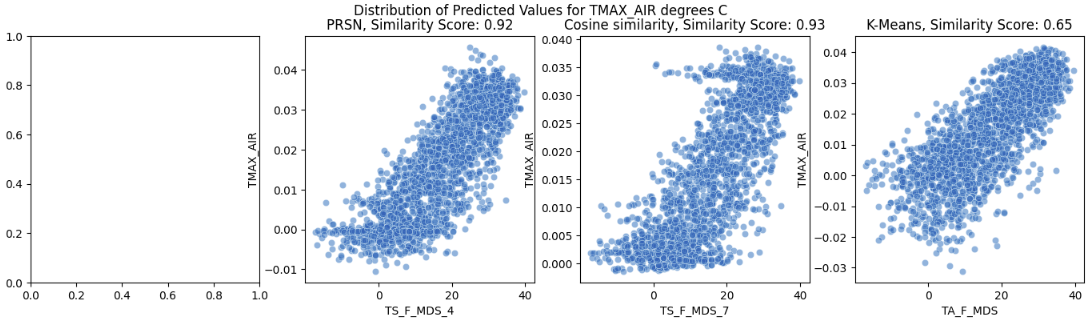 Distribution of Predicted Values for TMAX_AIR degrees C
PRSN, Similarity Score: 0.92
Cosine similarity, Similarity Score: 0.93
K-Means, Similarity Score: 0.65
1.0
0.8
0.6
0.4
0.2
0.0
0.0 0.2 0.4 0.6 0.8 1.0
TMAX_AIR
0.04
0.03
0.02
0.01
0.00
−0.01
0 20 40
TS_F_MDS_4
TMAX_AIR
0.040
0.035
0.030
0.025
0.020
0.015
0.010
0.005
0.000
0 20 40
TS_F_MDS_7
TMAX_AIR
0.04
0.03
0.02
0.01
0.00
−0.01
−0.02
−0.03
0 20 40
TA_F_MDS